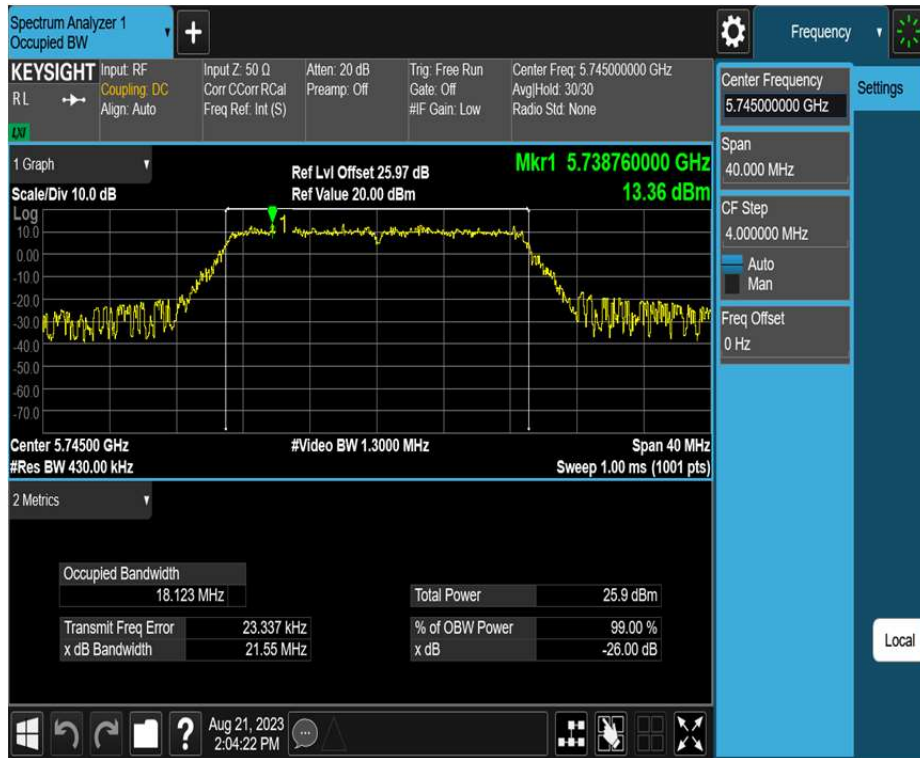 Spectrum Analyzer 1
Occupied BW
+
Frequency
KEYSIGHT
Input: RF
Input Z: 50 Ω
Atten: 20 dB
Trig: Free Run
Center Freq: 5.745000000 GHz
R L
Coupling: DC
Corr CCorr RCal
Preamp: Off
Gate: Off
Avg|Hold: 30/30
Align: Auto
Freq Ref: Int (S)
#IF Gain: Low
Radio Std: None
LXI
Center Frequency
5.745000000 GHz
Settings
Span
40.000 MHz
CF Step
4.000000 MHz
Auto
Man
Freq Offset
0 Hz
Local
1 Graph
Ref Lvl Offset 25.97 dB
Mkr1 5.738760000 GHz
Scale/Div 10.0 dB
Ref Value 20.00 dBm
13.36 dBm
Log
10.0
1
0.00
-10.0
-20.0
-30.0
-40.0
-50.0
-60.0
-70.0
Center 5.74500 GHz
#Video BW 1.3000 MHz
Span 40 MHz
#Res BW 430.00 kHz
Sweep 1.00 ms (1001 pts)
2 Metrics
Occupied Bandwidth
18.123 MHz
Total Power 25.9 dBm
Transmit Freq Error 23.337 kHz
% of OBW Power 99.00 %
x dB Bandwidth 21.55 MHz
x dB -26.00 dB
?
Aug 21, 2023
2:04:22 PM